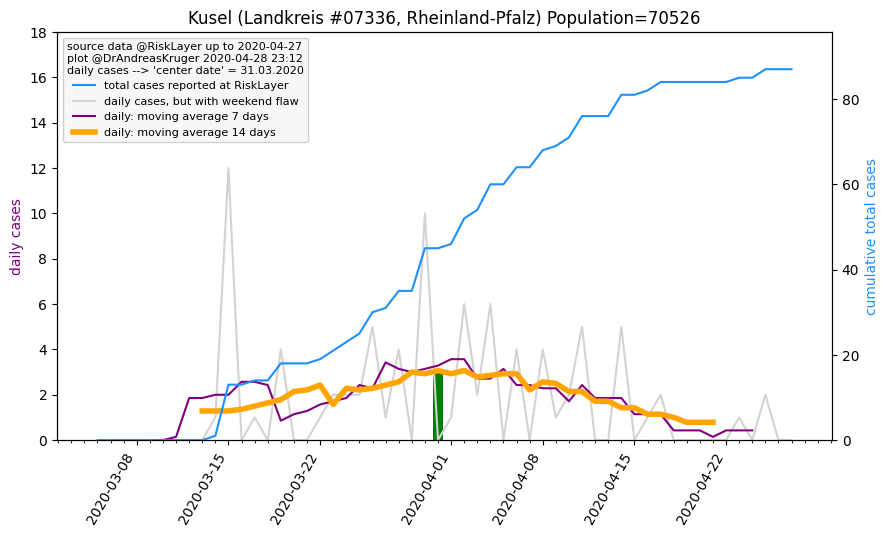 Kusel (Landkreis #07336, Rheinland-Pfalz) Population=70526
source data @RiskLayer up to 2020-04-27
plot @DrAndreasKruger 2020-04-28 23:12
daily cases --> 'center date' = 31.03.2020
total cases reported at RiskLayer
daily cases, but with weekend flaw
daily: moving average 7 days
daily: moving average 14 days
daily cases
18
16
14
12
10
8
6
4
2
0
cumulative total cases
80
60
40
20
0
2020-03-08
2020-03-15
2020-03-22
2020-04-01
2020-04-08
2020-04-15
2020-04-22